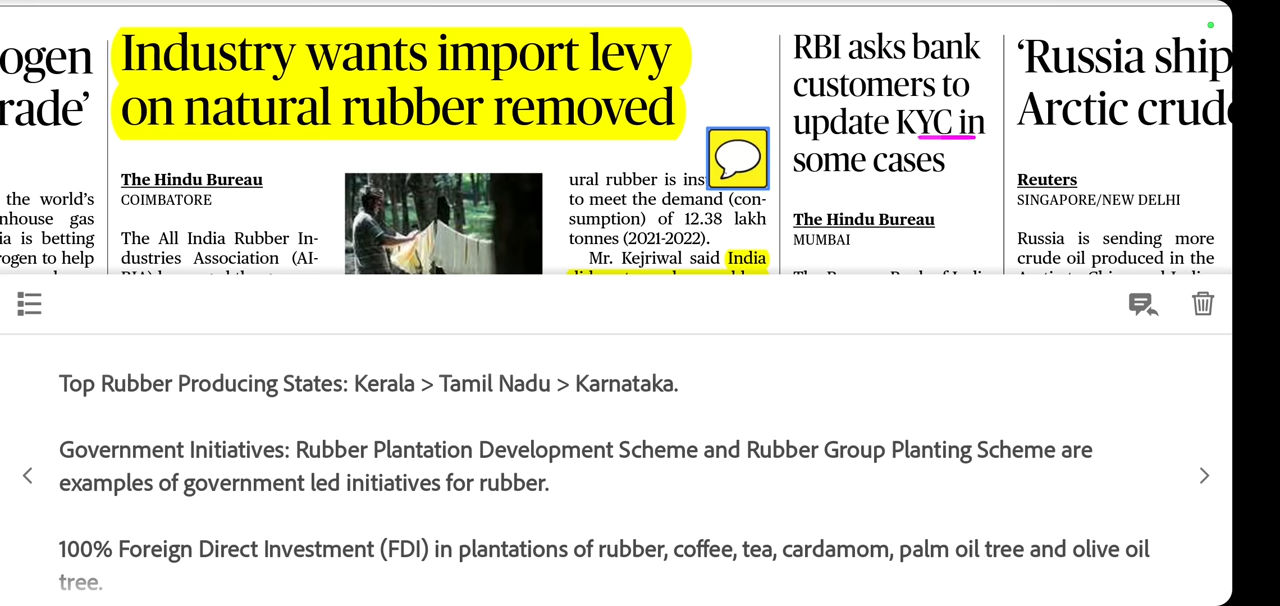 ogen
rade’
the world’s
nhouse gas
ia is betting
rogen to help
Industry wants import levy
on natural rubber removed
The Hindu Bureau
COIMBATORE
The All India Rubber In-
dustries Association (AI-
ural rubber is ins
to meet the demand (con-
sumption) of 12.38 lakh
tonnes (2021-2022).
Mr. Kejriwal said India
RBI asks bank
customers to
update KYC in
some cases
The Hindu Bureau
MUMBAI
‘Russia ship
Arctic crude
Reuters
SINGAPORE/NEW DELHI
Russia is sending more
crude oil produced in the
Top Rubber Producing States: Kerala > Tamil Nadu > Karnataka.
Government Initiatives: Rubber Plantation Development Scheme and Rubber Group Planting Scheme are
examples of government led initiatives for rubber.
100% Foreign Direct Investment (FDI) in plantations of rubber, coffee, tea, cardamom, palm oil tree and olive oil
tree.